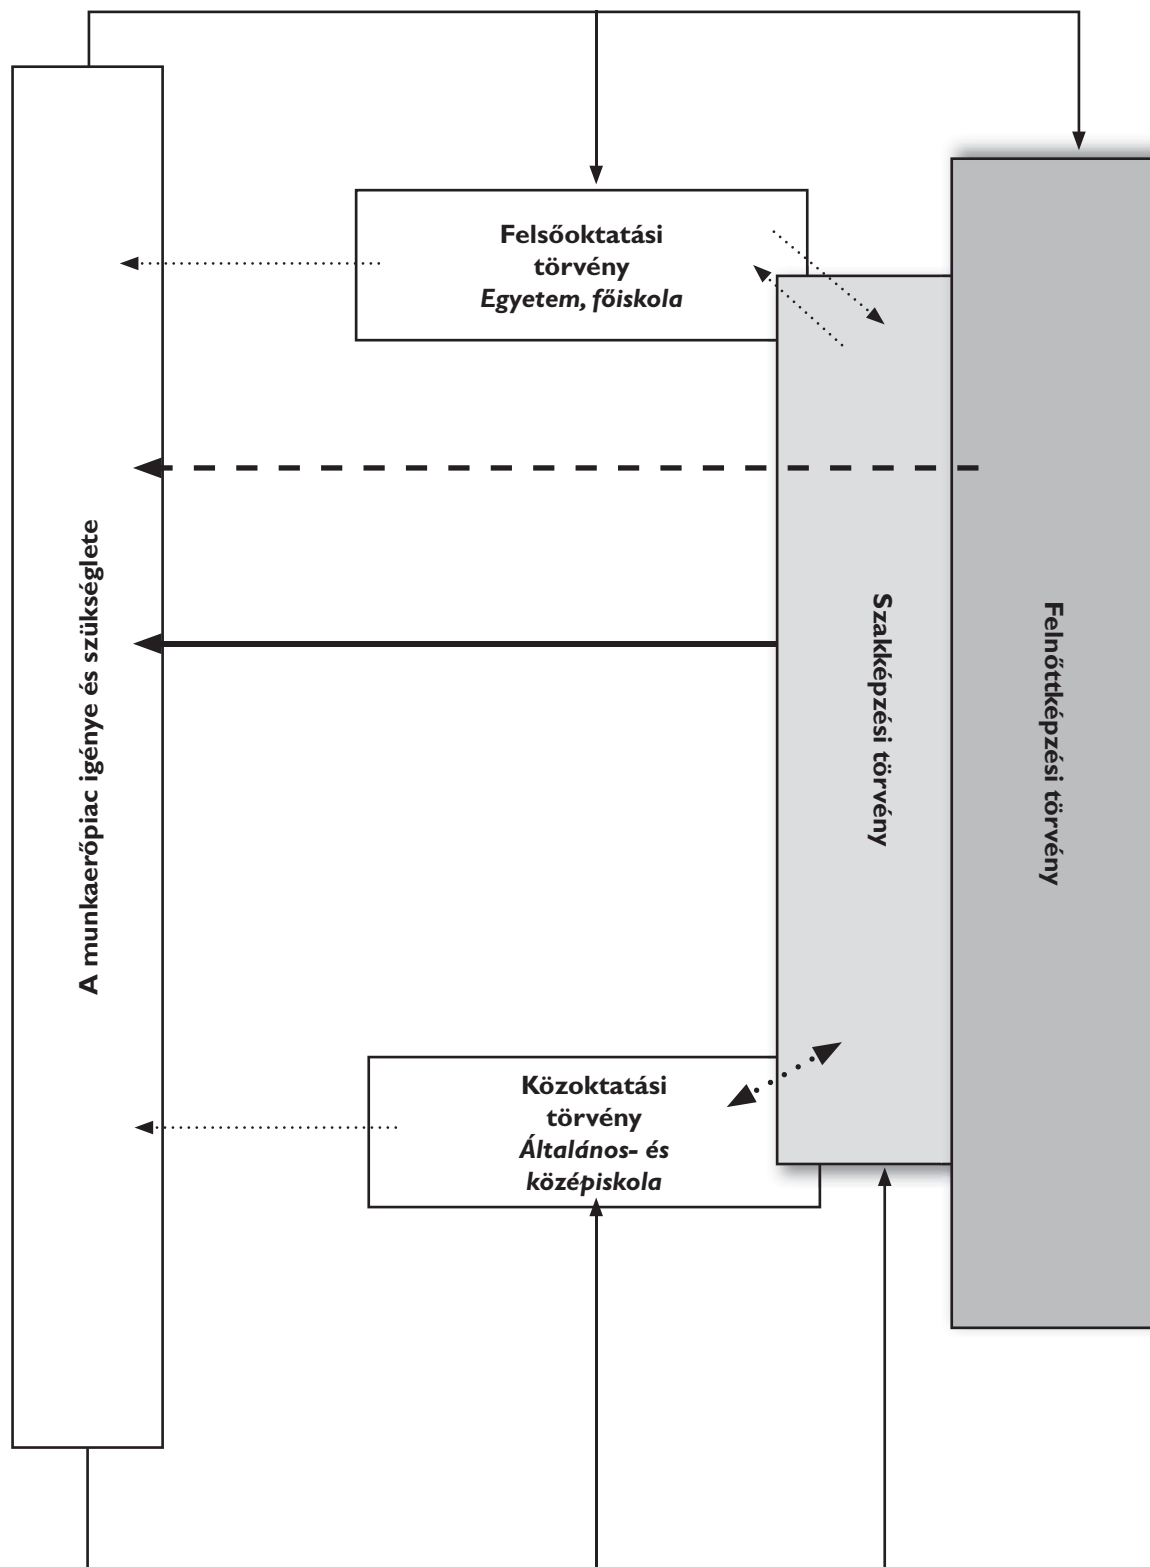 Felsőoktatási
törvény
Egyetem, főiskola
A munkaerőpiac igénye és szükséglete
Szakképzési törvény
Felnőttképzési törvény
Közoktatási
törvény
Általános- és
középiskola